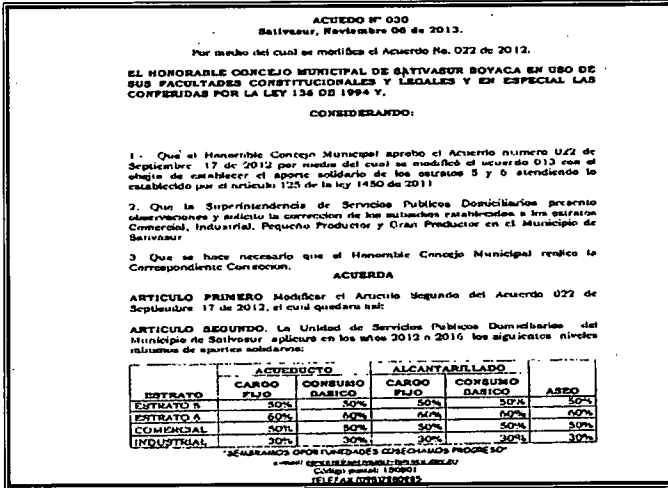 ACUEDO N° 030
Sativasur, Noviembre 06 de 2013.
Por medio del cual se modifica el Acuerdo No. 022 de 2012.
EL HONORABLE CONCEJO MUNICIPAL DE SATIVASUR BOYACA EN USO DE
SUS FACULTADES CONSTITUCIONALES Y LEGALES Y EN ESPECIAL LAS
CONFERIDAS POR LA LEY 136 DE 1994 Y,
CONSIDERANDO:
1- Que el Honorable Concejo Municipal aprobo el Acuerdo numero 022 de
Septiembre 17 de 2012 por medio del cual se modificó el acuerdo 013 con el
objeto de establecer el aporte solidario de los estratos 5 y 6 atendiendo lo
establecido por el articulo 125 de la ley 1450 de 2011
2. Que la Superintendencia de Servicios Publicos Domiciliarios presento
observaciones y solicito la correccion de los subsidios establecidos a los estratos
Comercial, Industrial, Pequeño Productor y Gran Productor en el Municipio de
Sativasur
3 Que se hace necesario que el Honorable Concejo Municipal realice la
Correspondiente Correccion.
ACUERDA
ARTICULO PRIMERO Modificar el Articulo Segundo del Acuerdo 022 de
Septiembre 17 de 2012, el cual quedara asi:
ARTICULO SEGUNDO. La Unidad de Servicios Publicos Domiciliarios del
Municipio de Sativasur aplicara en los años 2012 a 2016 los siguientes niveles
minimos de aportes solidarios:
ACUEDUCTO ALCANTARILLADO
ESTRATO CARGO FIJO CONSUMO BASICO CARGO FIJO CONSUMO BASICO ASEO
ESTRATO 5 50% 50% 50% 50% 50%
ESTRATO 6 60% 60% 60% 60% 60%
COMERCIAL 50% 50% 50% 50% 50%
INDUSTRIAL 30% 30% 30% 30% 30%
"SEMBRAMOS OPORTUNIDADES COSECHAMOS PROGRESO"
e-mail:
Código postal:
TELEFAX